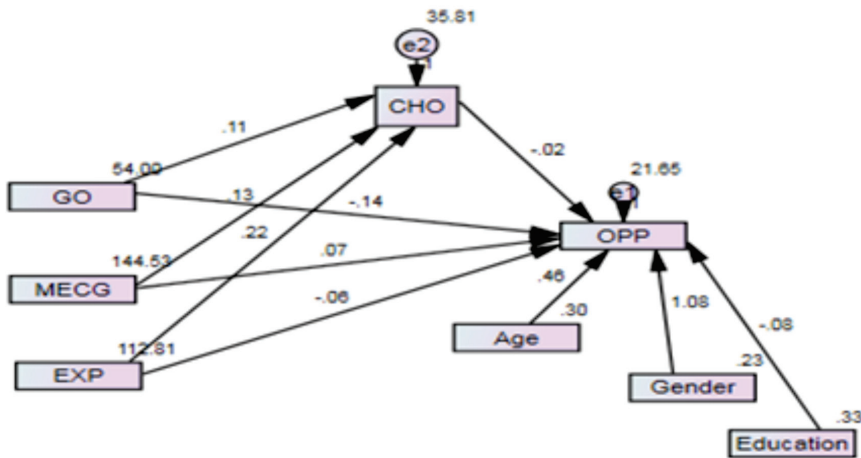 35.81
e2
1
CHO
.11
-.02
54.00
21.65
e1
1
GO
.13
-.14
OPP
.22
144.53
.07
MECG
.46
1.08
-.08
-.06
112.81
.30
EXP
Age
.23
Gender
.33
Education